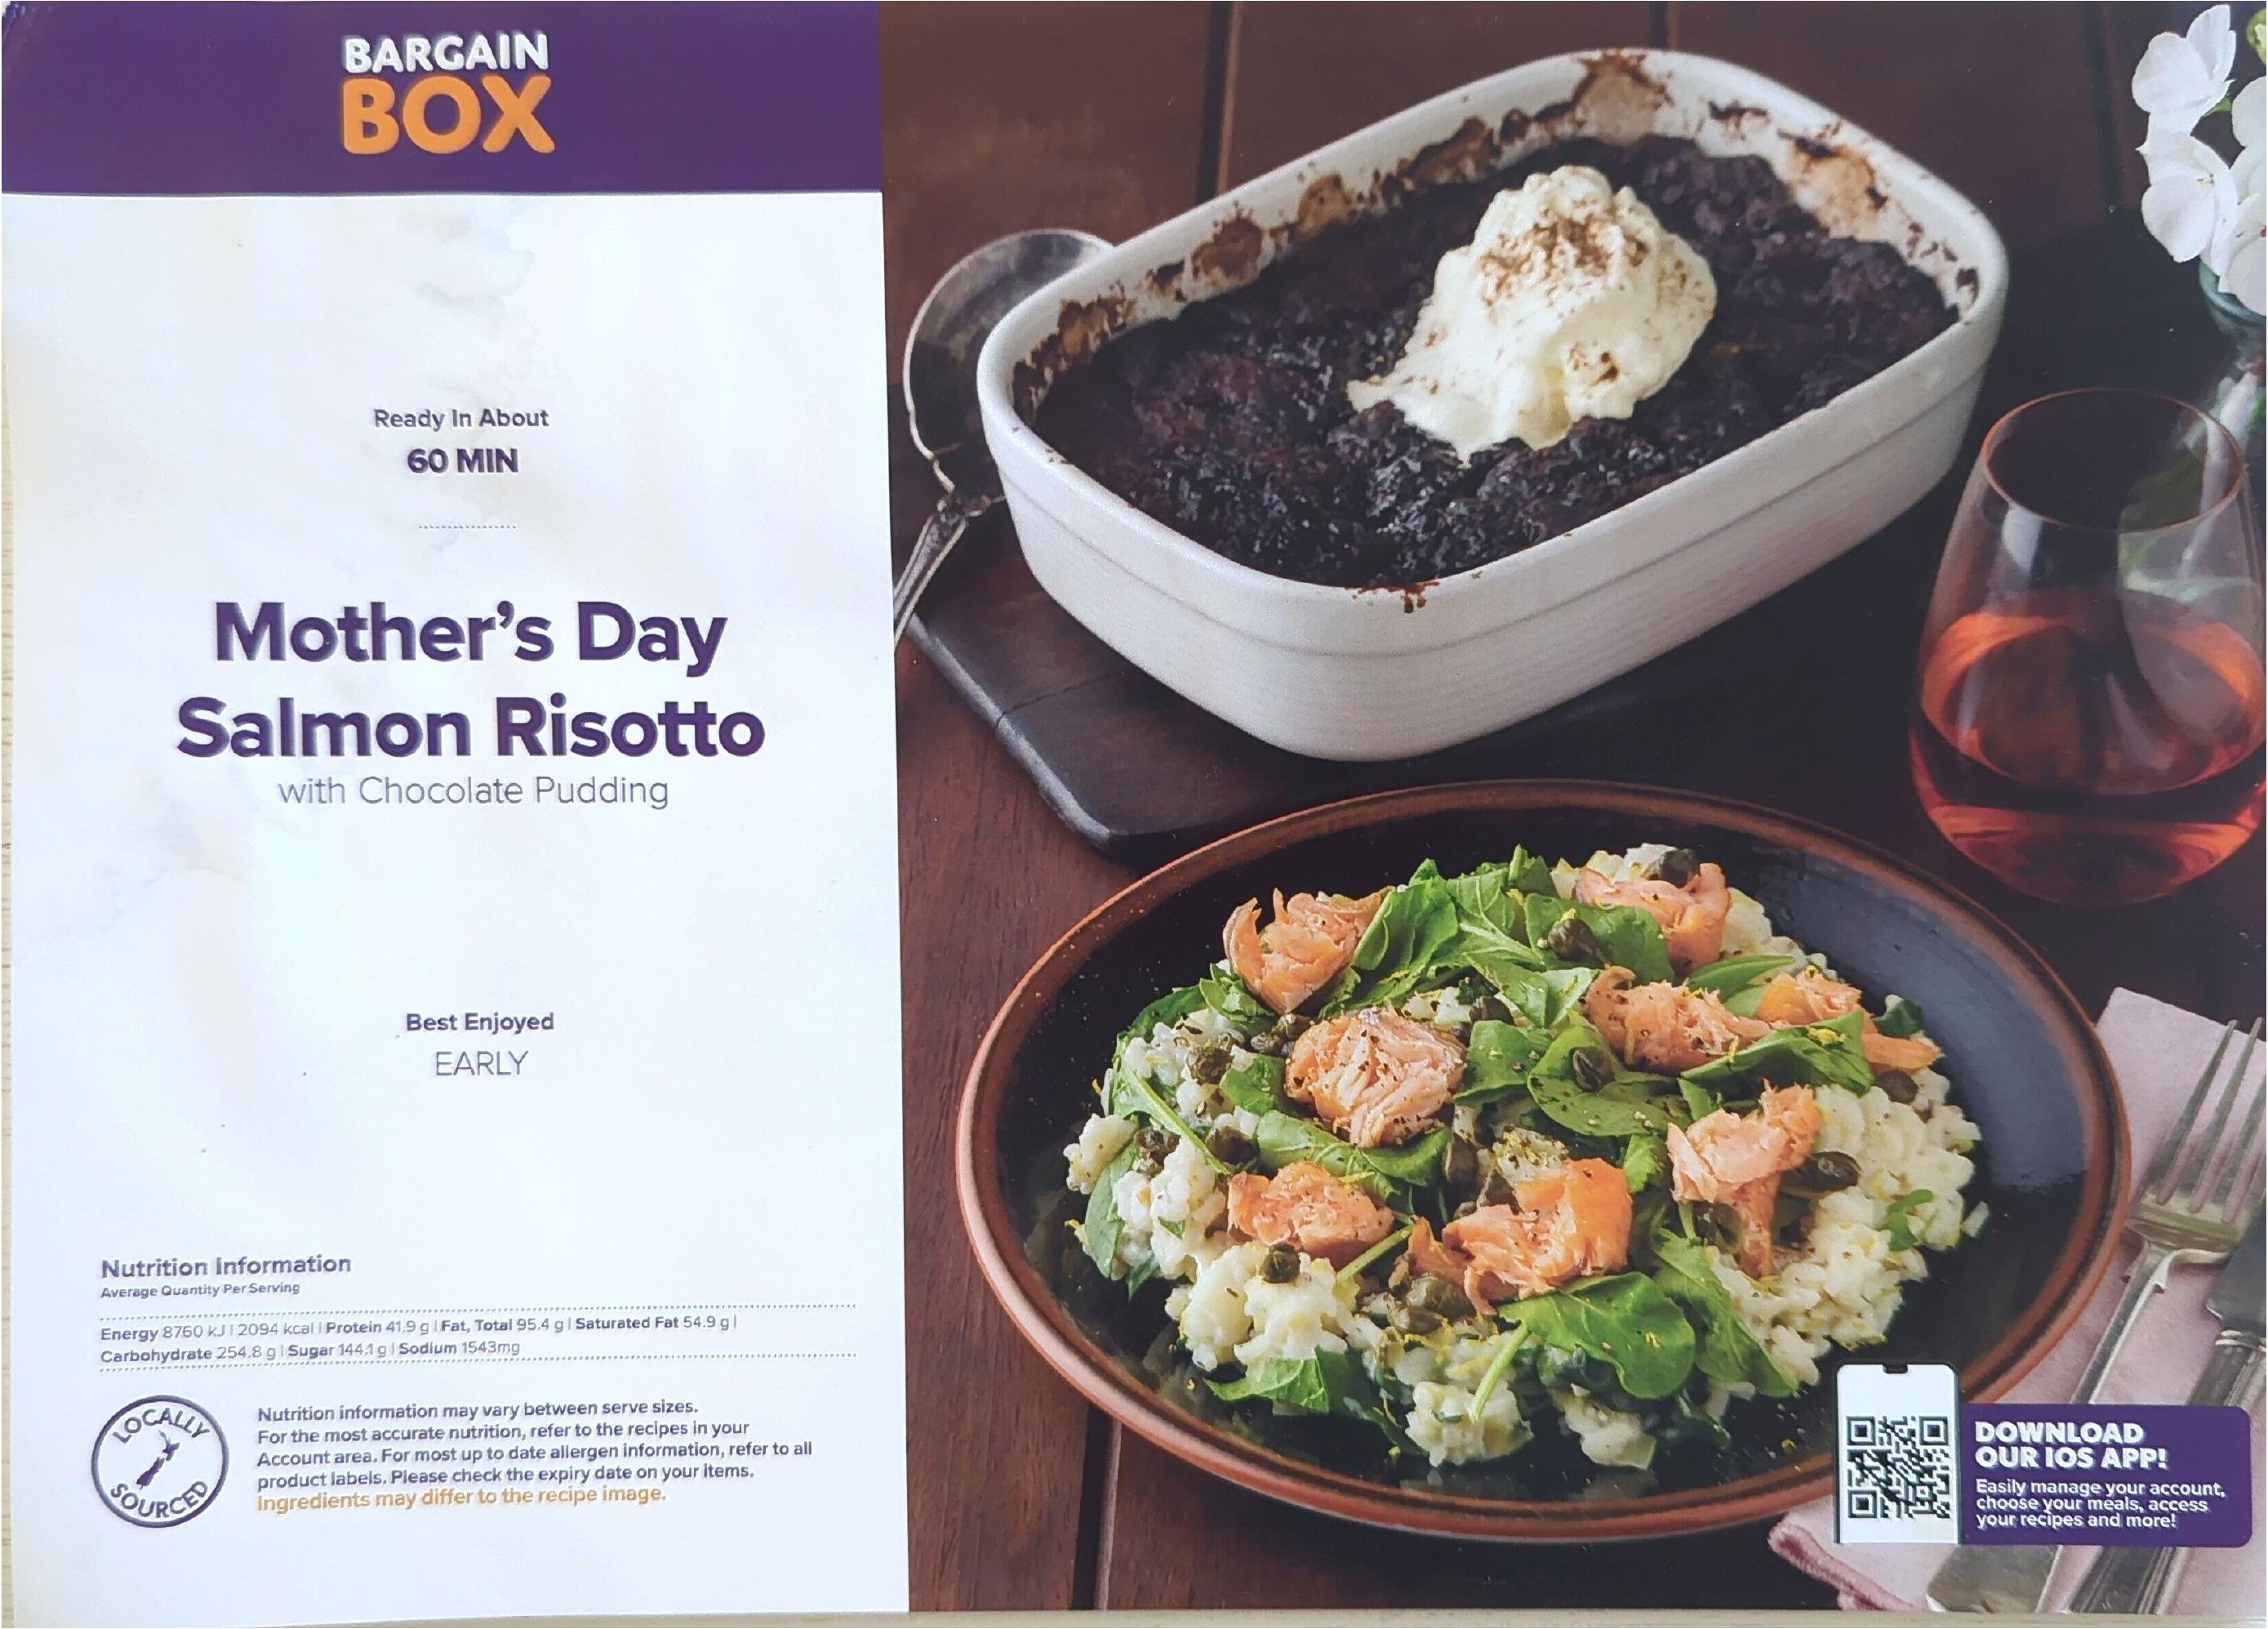 BARGAIN
BOX
Ready In About
60 MIN
Mother's Day
Salmon Risotto
with Chocolate Pudding
Best Enjoyed
EARLY
Nutrition Information
Average Quantity Per Serving
Energy 8760 kJ | 2094 kcal | Protein 41.9 g | Fat, Total 95.4 g | Saturated Fat 54.9 g |
Carbohydrate 254.8 g | Sugar 144.1 g | Sodium 1543mg
LOCALLY
SOURCED
Nutrition information may vary between serve sizes.
For the most accurate nutrition, refer to the recipes in your
Account area. For most up to date allergen information, refer to all
product labels. Please check the expiry date on your items.
Ingredients may differ to the recipe image.
DOWNLOAD
OUR IOS APP!
Easily manage your account,
choose your meals, access
your recipes and more!